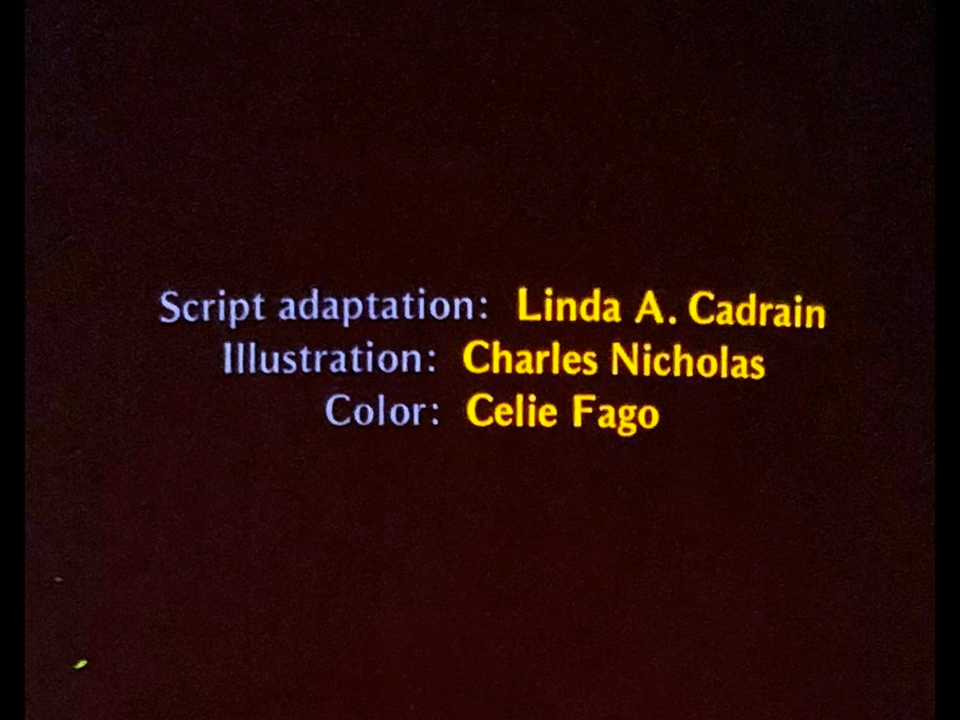 Script adaptation: Linda A. Cadrain
Illustration: Charles Nicholas
Color: Celie Fago